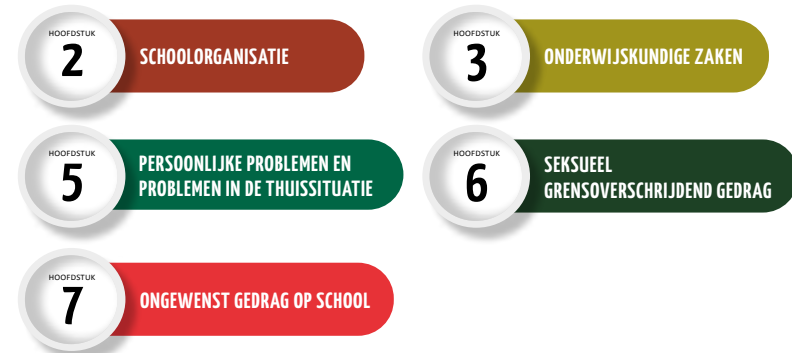 HOOFDSTUK
2
SCHOOLORGANISATIE
HOOFDSTUK
3
ONDERWIJSKUNDIGE ZAKEN
HOOFDSTUK
5
PERSOONLIJKE PROBLEMEN EN
PROBLEMEN IN DE THUISSITUATIE
HOOFDSTUK
6
SEKSUEEL
GRENSOVERSCHRIJDEND GEDRAG
HOOFDSTUK
7
ONGEWENST GEDRAG OP SCHOOL